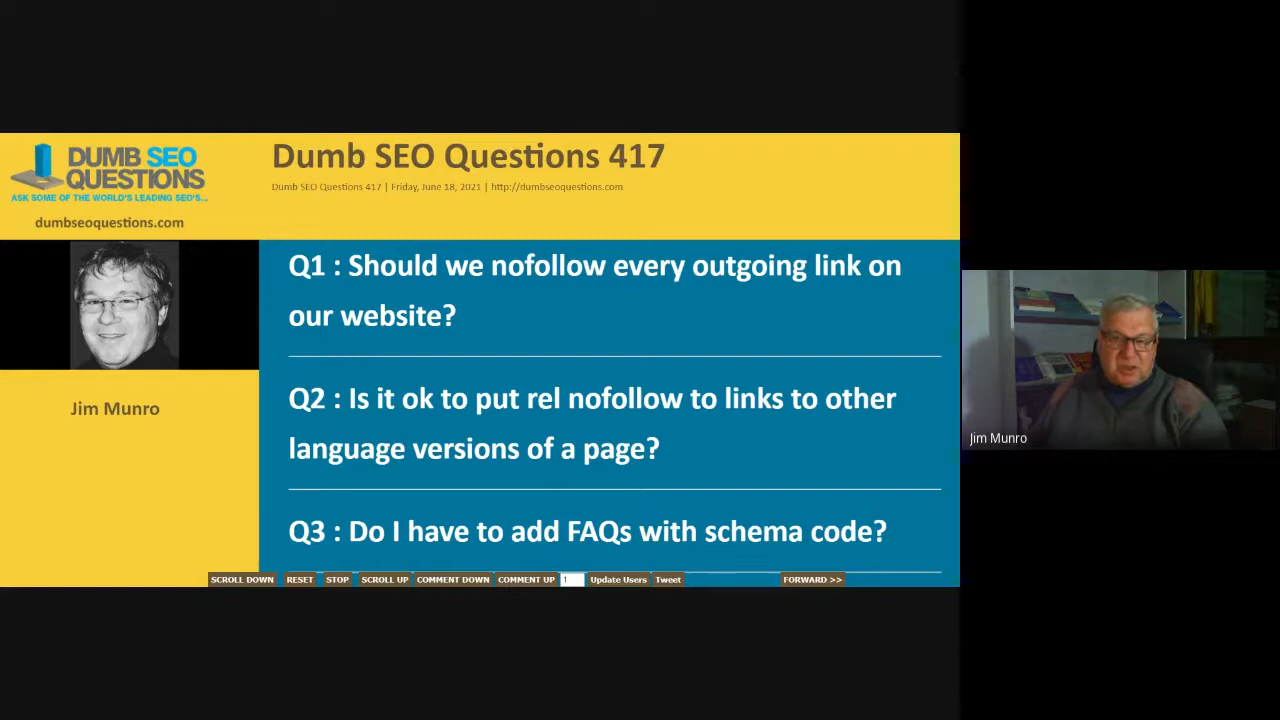 DUMB SEO
QUESTIONS
ASK SOME OF THE WORLD'S LEADING SEO'S...
dumbseoquestions.com
Dumb SEO Questions 417
Dumb SEO Questions 417 | Friday, June 18, 2021 | http://dumbseoquestions.com
Jim Munro
Q1 : Should we nofollow every outgoing link on
our website?
Q2 : Is it ok to put rel nofollow to links to other
language versions of a page?
Q3 : Do I have to add FAQs with schema code?
SCROLL DOWN RESET STOP SCROLL UP COMMENT DOWN COMMENT UP 1 Update Users Tweet FORWARD >>
Jim Munro